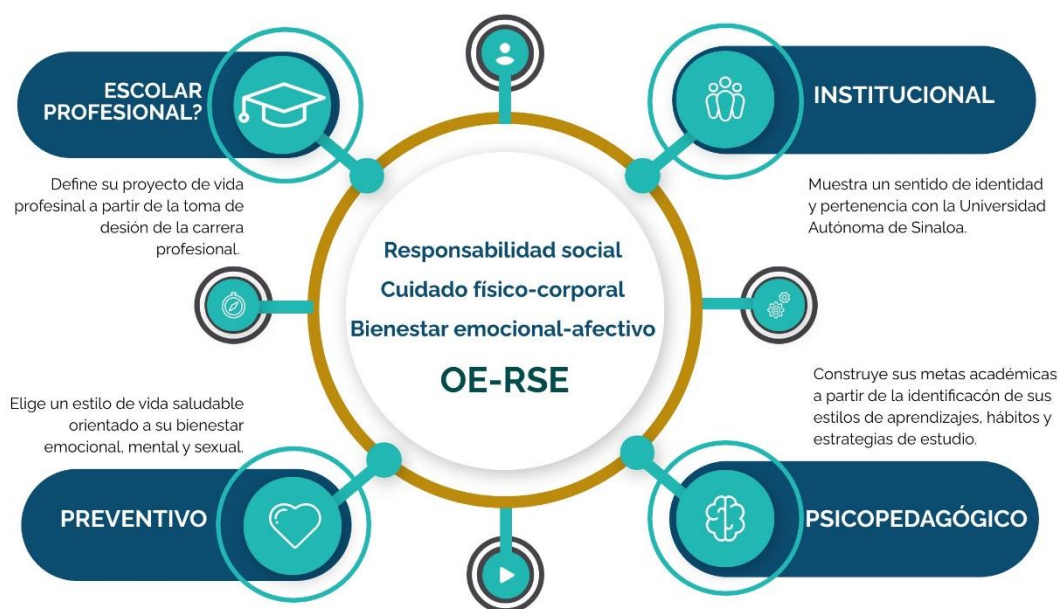 ESCOLAR
PROFESIONAL?
Define su proyecto de vida
profesinal a partir de la toma de
desión de la carrera
profesional.
INSTITUCIONAL
Muestra un sentido de identidad
y pertenencia con la Universidad
Autónoma de Sinaloa.
Responsabilidad social
Cuidado físico-corporal
Bienestar emocional-afectivo
OE-RSE
Elige un estilo de vida saludable
orientado a su bienestar
emocional, mental y sexual.
PREVENTIVO
Construye sus metas académicas
a partir de la identificacón de sus
estilos de aprendizajes, hábitos y
estrategias de estudio.
PSICOPEDAGÓGICO